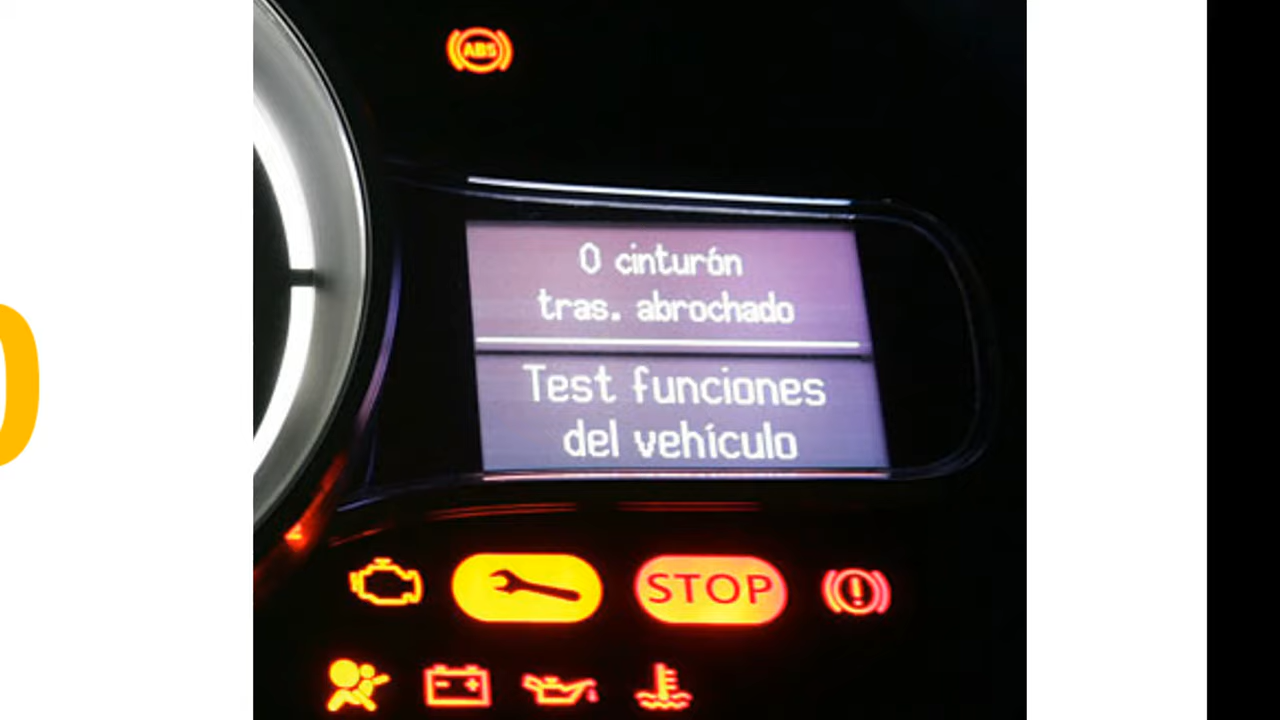 ABS
0 cinturón
tras. abrochado
Test funciones
del vehículo
STOP